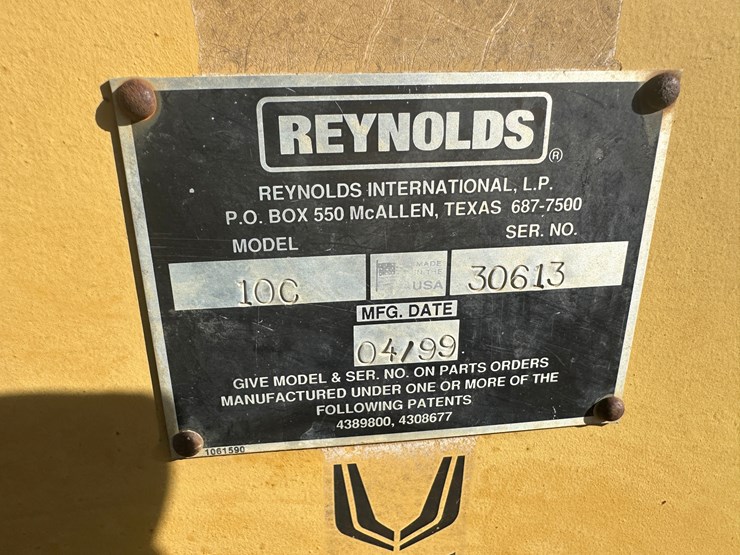 REYNOLDS ®
REYNOLDS INTERNATIONAL, L.P.
P.O. BOX 550 McALLEN, TEXAS 687-7500
MODEL SER. NO.
10C MADE IN THE USA 30613
MFG. DATE
04/99
GIVE MODEL & SER. NO. ON PARTS ORDERS
MANUFACTURED UNDER ONE OR MORE OF THE
FOLLOWING PATENTS
4389800, 4308677
1061590